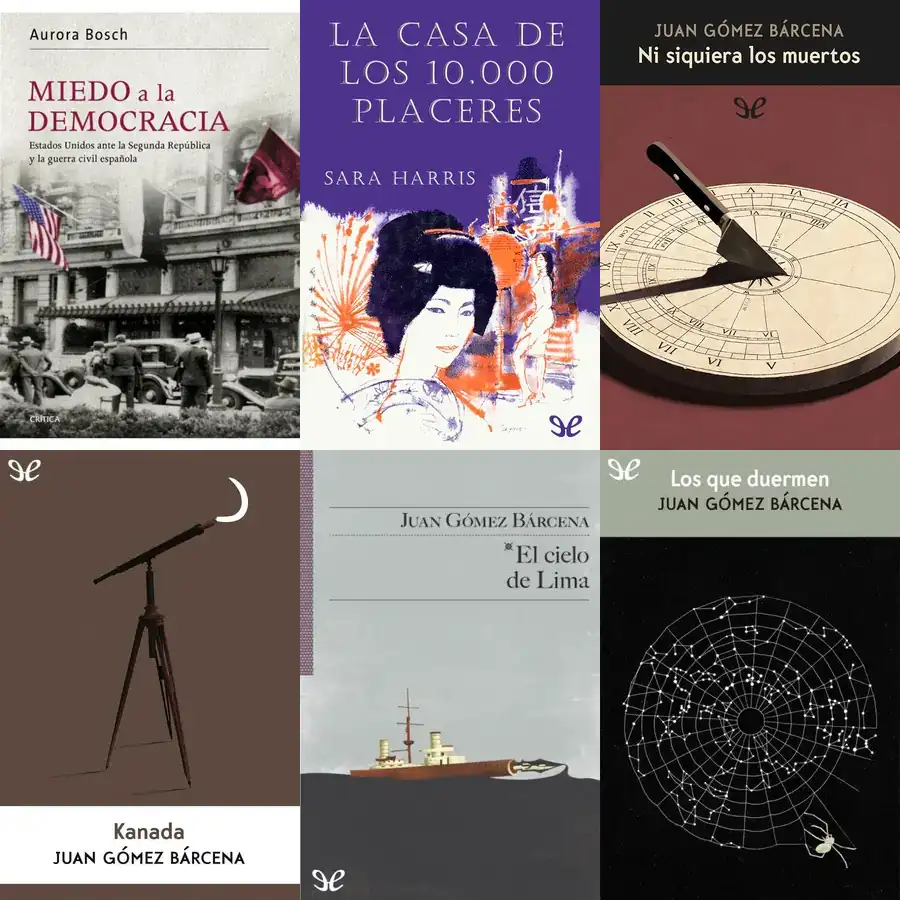 Aurora Bosch
MIEDO a la
DEMOCRACIA
Estados Unidos ante la Segunda República
y la guerra civil española
CRÍTICA
LA CASA DE
LOS 10.000
PLACERES
SARA HARRIS
JUAN GÓMEZ BÁRCENA
Ni siquiera los muertos
Kanada
JUAN GÓMEZ BÁRCENA
JUAN GÓMEZ BÁRCENA
El cielo
de Lima
Los que duermen
JUAN GÓMEZ BÁRCENA